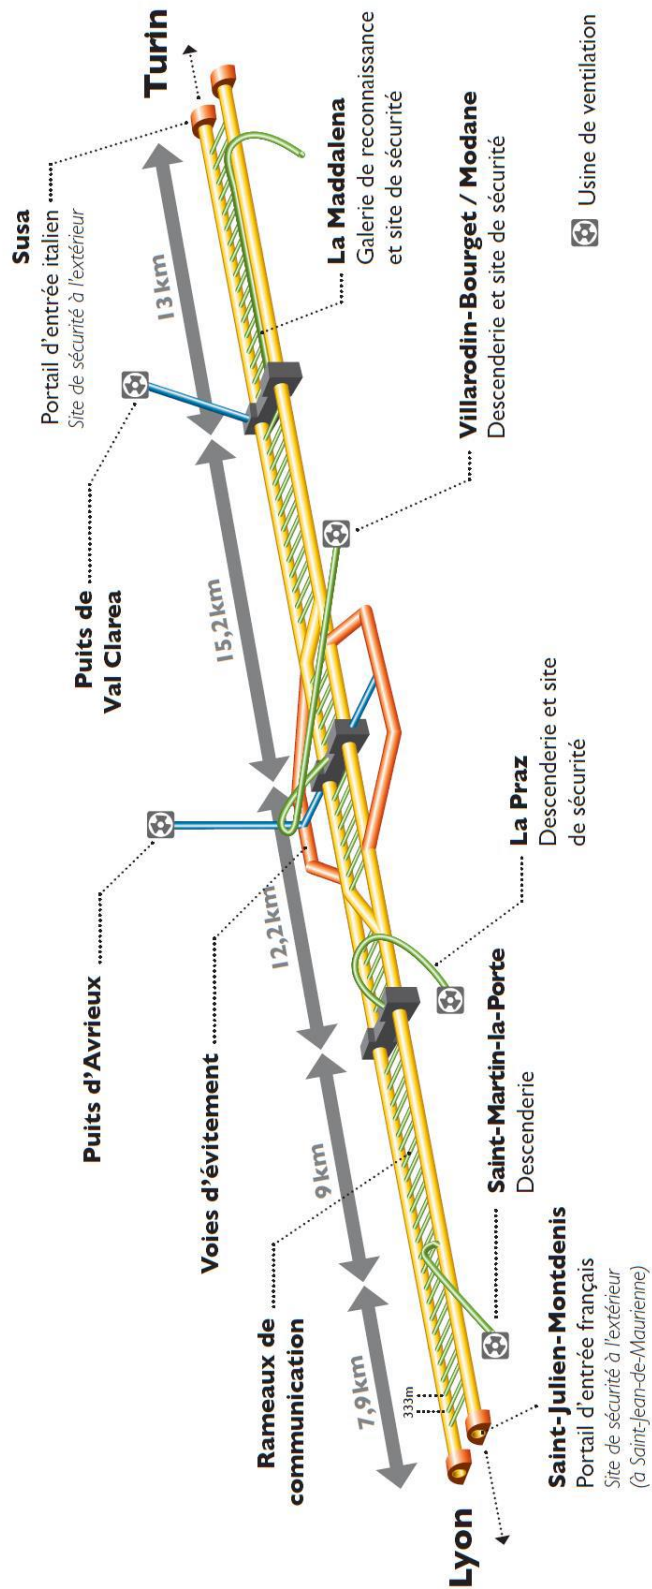 Lyon
Turin
Susa
Portail d'entrée italien
Site de sécurité à l'extérieur
Puits de
Val Clarea
Puits d'Avrieux
Voies d'évitement
Rameaux de
communication
7,9 km
9 km
12,2 km
15,2 km
13 km
333m
Saint-Julien-Montdenis
Portail d'entrée français
Site de sécurité à l'extérieur
(à Saint-Jean-de-Maurienne)
Saint-Martin-la-Porte
Descenderie
La Praz
Descenderie et site
de sécurité
Villarodin-Bourget / Modane
Descenderie et site de sécurité
La Maddalena
Galerie de reconnaissance
et site de sécurité
Usine de ventilation